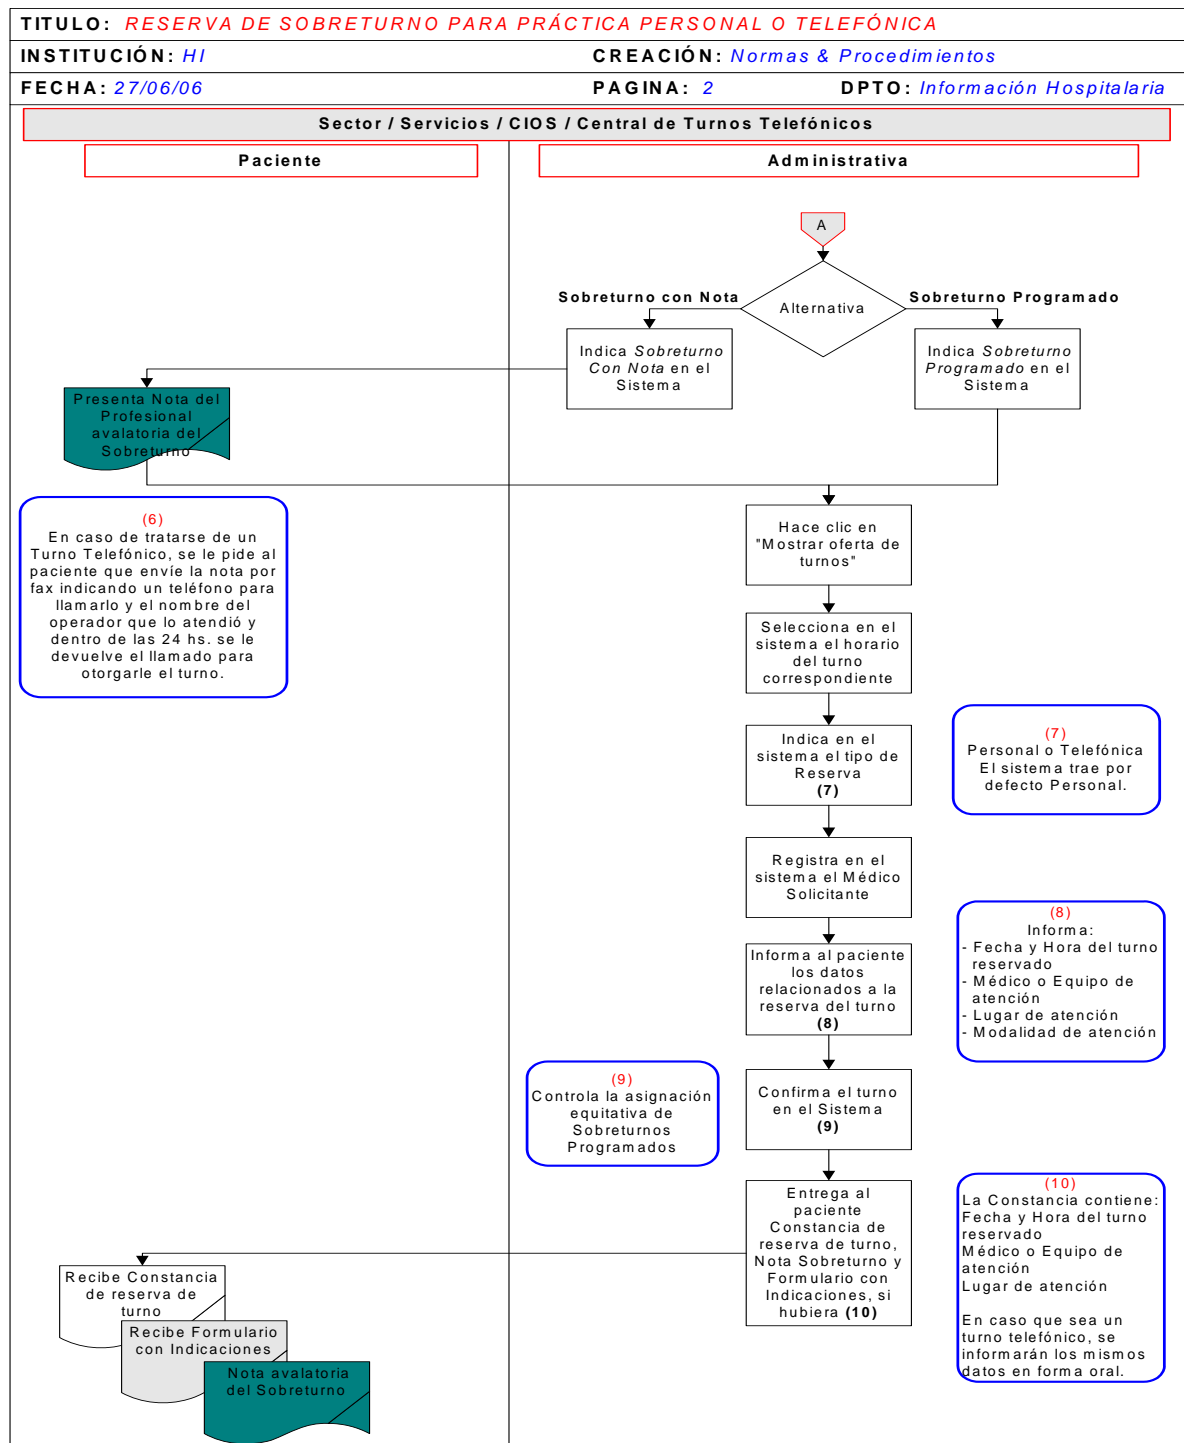 TITULO: RESERVA DE SOBRETURNO PARA PRÁCTICA PERSONAL O TELEFÓNICA
INSTITUCIÓN: HI
CREACIÓN: Normas & Procedimientos
FECHA: 27/06/06
PAGINA: 2
DPTO: Información Hospitalaria
Sector / Servicios / CIOS / Central de Turnos Telefónicos
Paciente
Administrativa
A
Alternativa
Sobreturno con Nota
Sobreturno Programado
Indica Sobreturno
Con Nota en el
Sistema
Indica Sobreturno
Programado en el
Sistema
Presenta Nota del
Profesional
avalatoria del
Sobreturno
(6)
En caso de tratarse de un
Turno Telefónico, se le pide al
paciente que envíe la nota por
fax indicando un teléfono para
llamarlo y el nombre del
operador que lo atendió y
dentro de las 24 hs. se le
devuelve el llamado para
otorgarle el turno.
Hace clic en
"Mostrar oferta de
turnos"
Selecciona en el
sistema el horario
del turno
correspondiente
Indica en el
sistema el tipo de
Reserva
(7)
(7)
Personal o Telefónica
El sistema trae por
defecto Personal.
Registra en el
sistema el Médico
Solicitante
Informa al paciente
los datos
relacionados a la
reserva del turno
(8)
(8)
Informa:
- Fecha y Hora del turno
reservado
- Médico o Equipo de
atención
- Lugar de atención
- Modalidad de atención
(9)
Controla la asignación
equitativa de
Sobreturnos
Programados
Confirma el turno
en el Sistema
(9)
Entrega al
paciente
Constancia de
reserva de turno,
Nota Sobreturno y
Formulario con
Indicaciones, si
hubiera (10)
(10)
La Constancia contiene:
Fecha y Hora del turno
reservado
Médico o Equipo de
atención
Lugar de atención
En caso que sea un
turno telefónico, se
informarán los mismos
datos en forma oral.
Recibe Constancia
de reserva de
turno
Recibe Formulario
con Indicaciones
Nota avalatoria
del Sobreturno